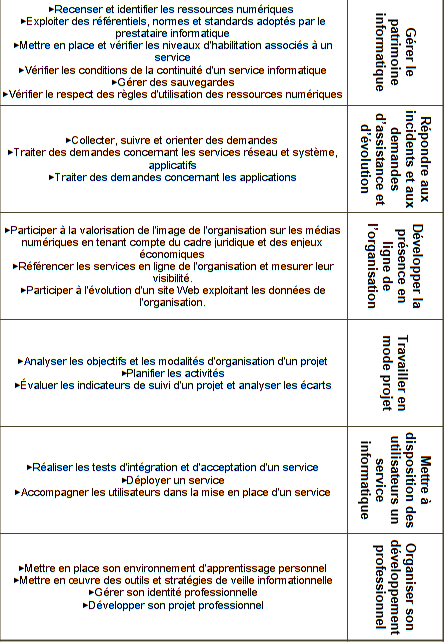 ►Recenser et identifier les ressources numériques
►Exploiter des référentiels, normes et standards adoptés par le
prestataire informatique
►Mettre en place et vérifier les niveaux d'habilitation associés à un
service
►Vérifier les conditions de la continuité d'un service informatique
►Gérer des sauvegardes
►Vérifier le respect des règles d'utilisation des ressources numériques
Gérer le
patrimoine
informatique
►Collecter, suivre et orienter des demandes
►Traiter des demandes concernant les services réseau et système,
applicatifs
►Traiter des demandes concernant les applications
Répondre aux
incidents et aux
demandes
d'assistance et
d'évolution
►Participer à la valorisation de l'image de l'organisation sur les médias
numériques en tenant compte du cadre juridique et des enjeux
économiques
►Référencer les services en ligne de l'organisation et mesurer leur
visibilité.
►Participer à l'évolution d'un site Web exploitant les données de
l'organisation.
Développer la
présence en
ligne de
l'organisation
►Analyser les objectifs et les modalités d'organisation d'un projet
►Planifier les activités
►Évaluer les indicateurs de suivi d'un projet et analyser les écarts
Travailler en
mode projet
►Réaliser les tests d'intégration et d'acceptation d'un service
►Déployer un service
►Accompagner les utilisateurs dans la mise en place d'un service
Mettre à
disposition des
utilisateurs un
service
informatique
►Mettre en place son environnement d'apprentissage personnel
►Mettre en œuvre des outils et stratégies de veille informationnelle
►Gérer son identité professionnelle
►Développer son projet professionnel
Organiser son
développement
professionnel